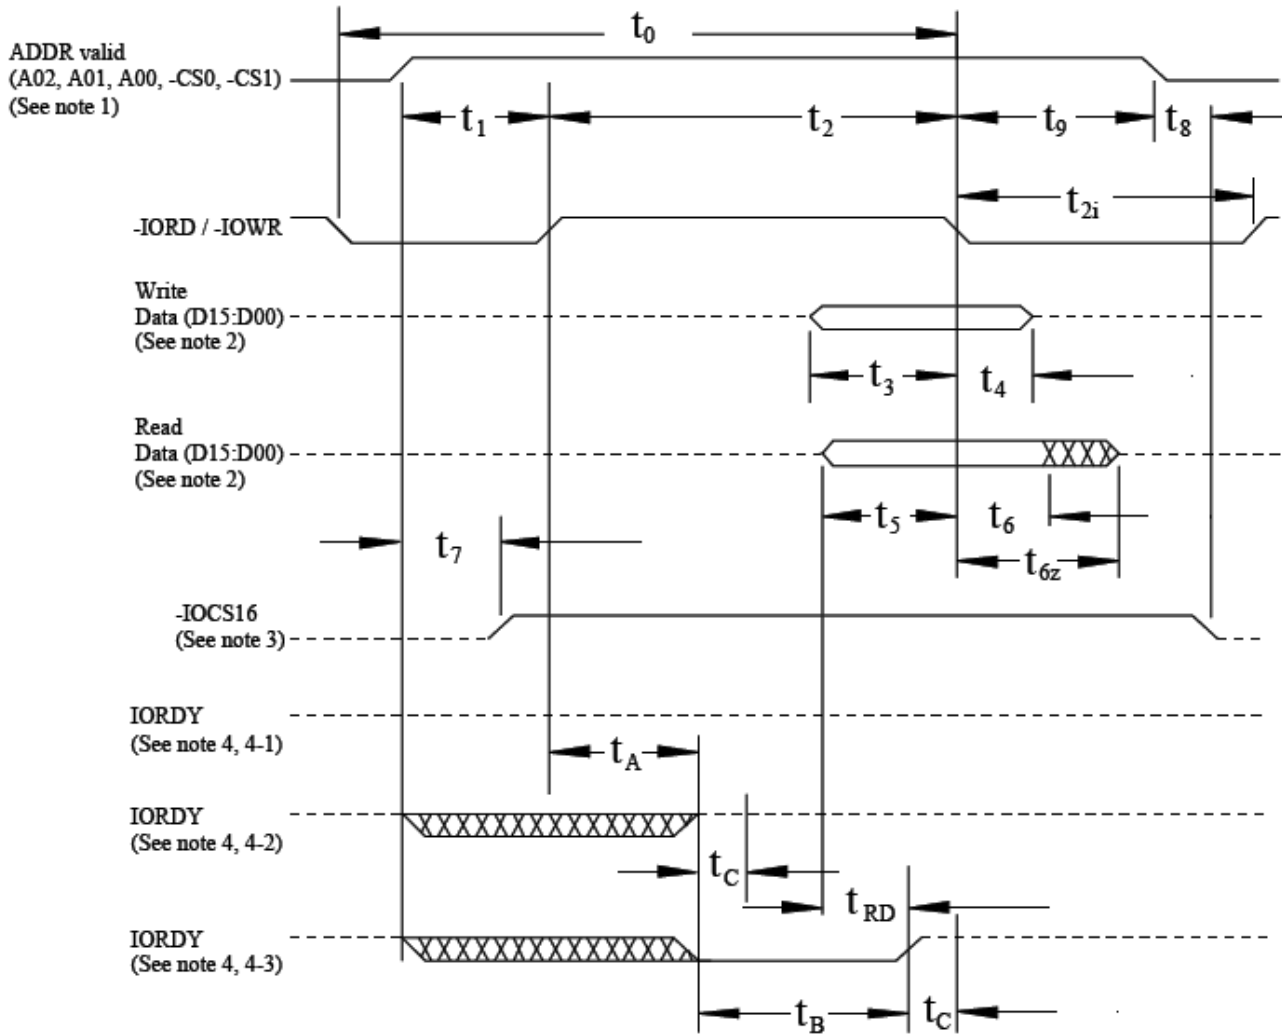 t0
ADDR valid
(A02, A01, A00, -CS0, -CS1)
(See note 1)
t1
t2
t9
t8
t2i
-IORD / -IOWR
Write
Data (D15:D00)
(See note 2)
t3
t4
Read
Data (D15:D00)
(See note 2)
t5
t6
t7
t6z
-IOCS16
(See note 3)
IORDY
(See note 4, 4-1)
tA
IORDY
(See note 4, 4-2)
tC
tRD
IORDY
(See note 4, 4-3)
tB
tC